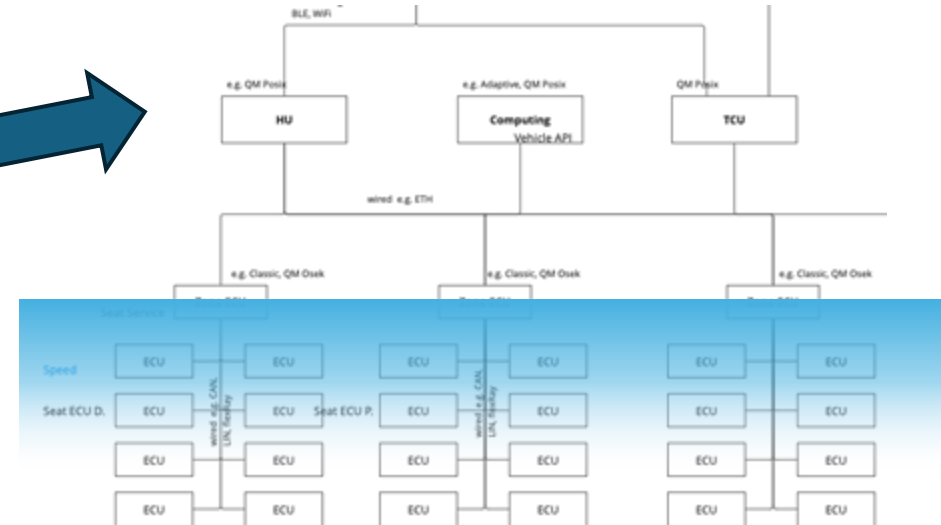 BLE, WiFi
e.g. QM Posix
e.g. Adaptive, QM Posix
QM Posix
HU
Computing
TCU
Vehicle API
wired e.g. ETH
e.g. Classic, QM Osek
e.g. Classic, QM Osek
e.g. Classic, QM Osek
Seat Service
Speed
ECU
ECU
ECU
ECU
ECU
ECU
Seat ECU D.
ECU
ECU
Seat ECU P.
ECU
ECU
ECU
ECU
wired e.g. CAN,
LIN, flexRay
wired e.g. CAN,
LIN, flexRay
ECU
ECU
ECU
ECU
ECU
ECU
ECU
ECU
ECU
ECU
ECU
ECU